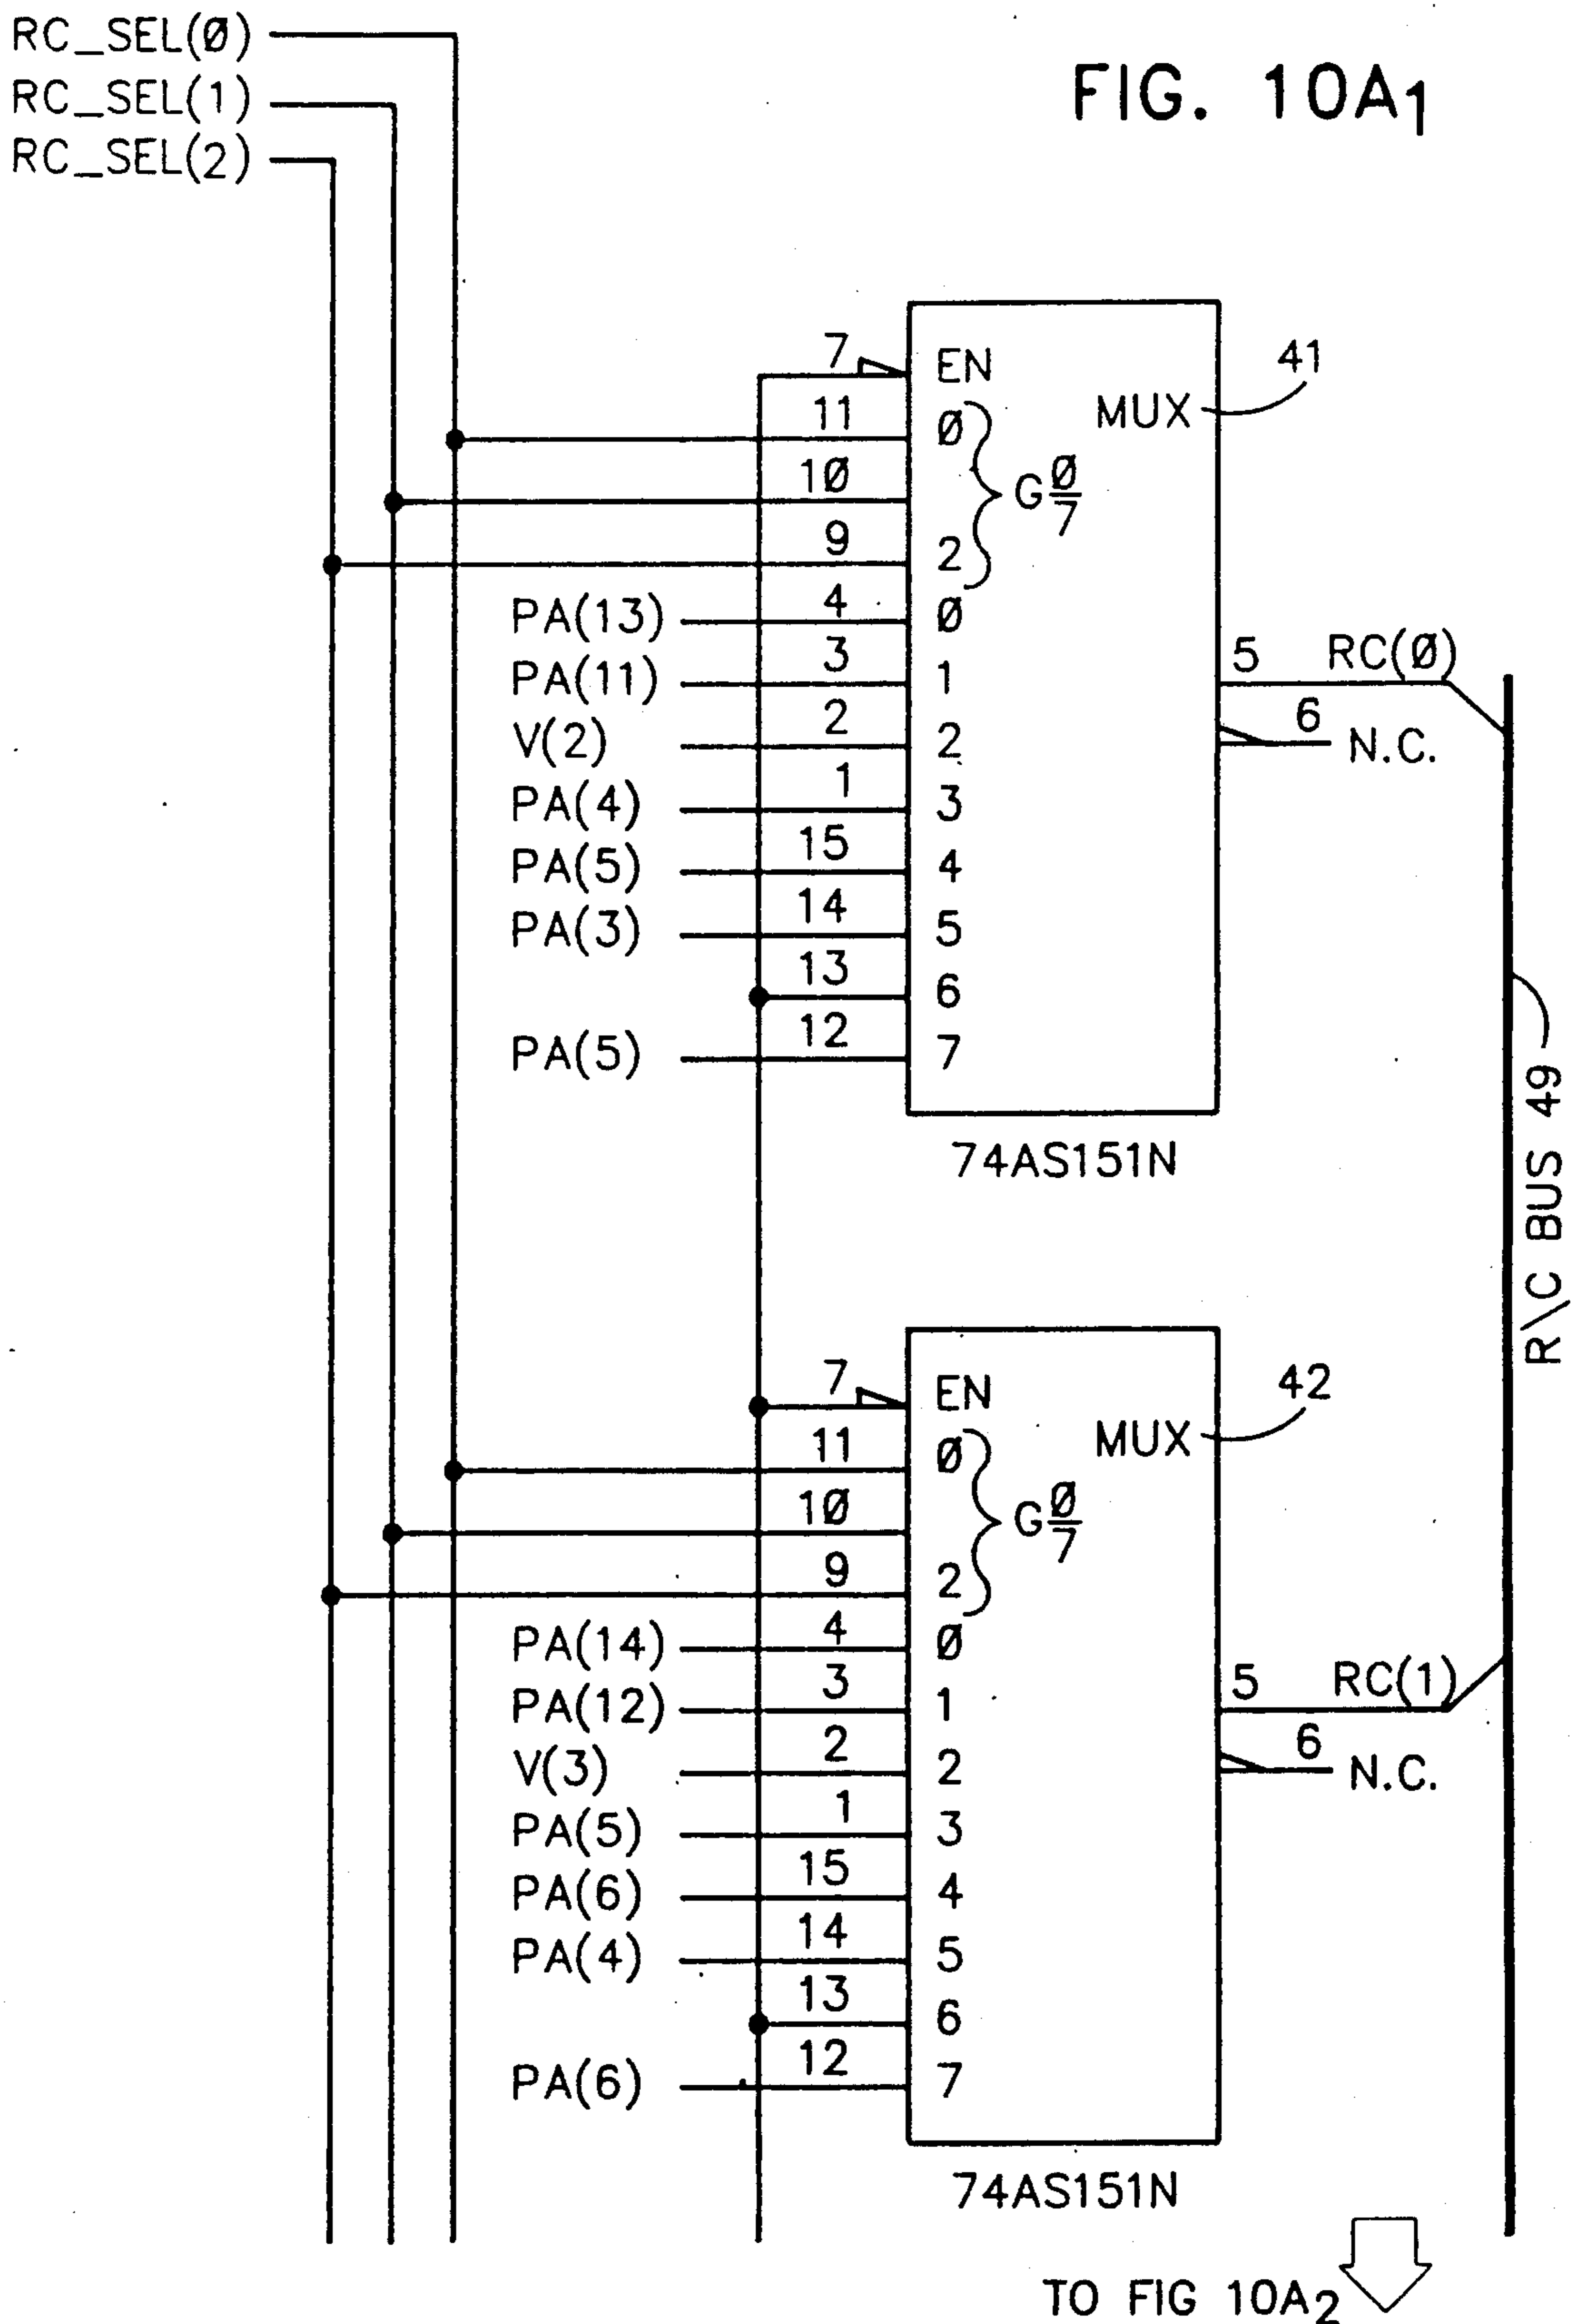 RC_SEL(Ø)
RC_SEL(1)
RC_SEL(2)
FIG. 10A1
7 EN
MUX 41
11 Ø
10̸ G Ø/7
9 2
PA(13) 4 Ø
PA(11) 3 1
V(2) 2 2
PA(4) 1 3
PA(5) 15 4
PA(3) 14 5
13 6
PA(5) 12 7
5 RC(Ø)
6 N.C.
74AS151N
R\C BUS 49
7 EN
MUX 42
11 Ø
1Ø G Ø/7
9 2
PA(14) 4 Ø
PA(12) 3 1
V(3) 2 2
PA(5) 1 3
PA(6) 15 4
PA(4) 14 5
13 6
PA(6) 12 7
5 RC(1)
6 N.C.
74AS151N
TO FIG 10A2